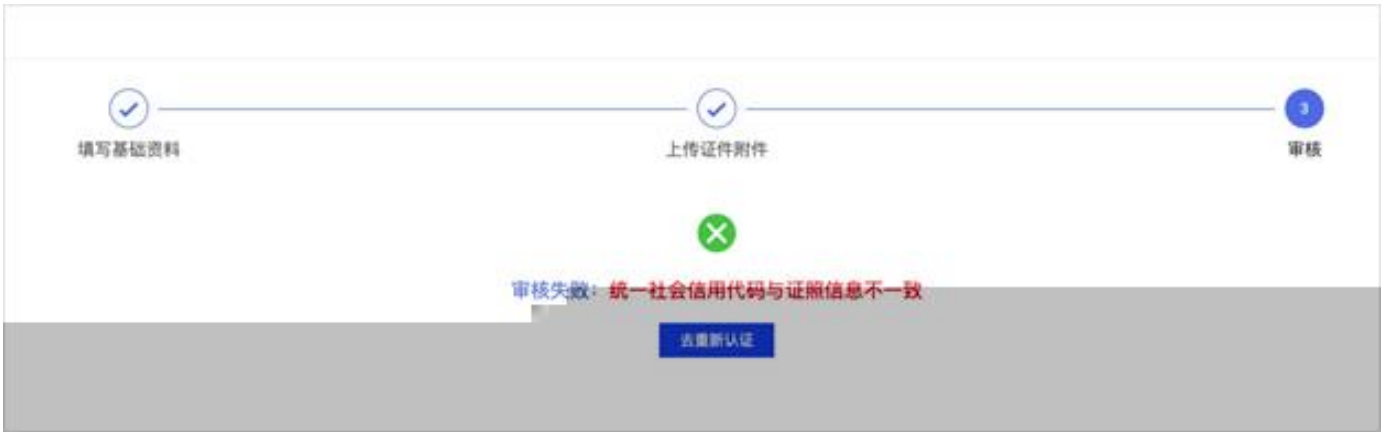 3
填写基础资料
上传证件附件
审核
审核失败：统一社会信用代码与证照信息不一致
去重新认证